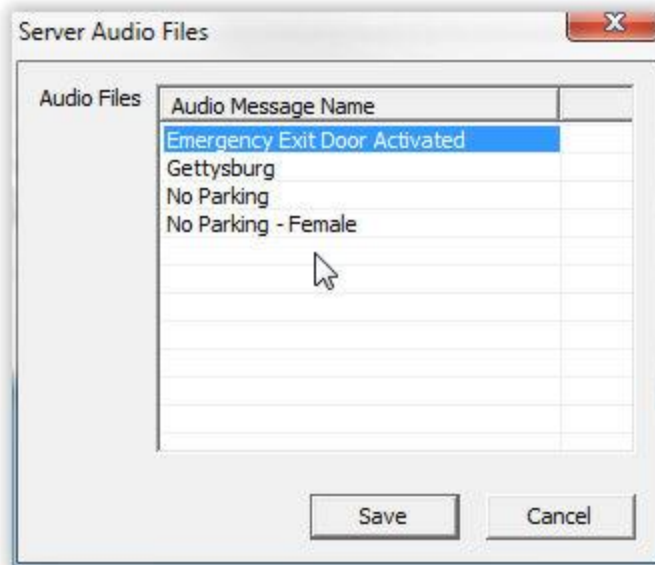 Server Audio Files
Audio Files
Audio Message Name
Emergency Exit Door Activated
Gettysburg
No Parking
No Parking - Female
Save
Cancel